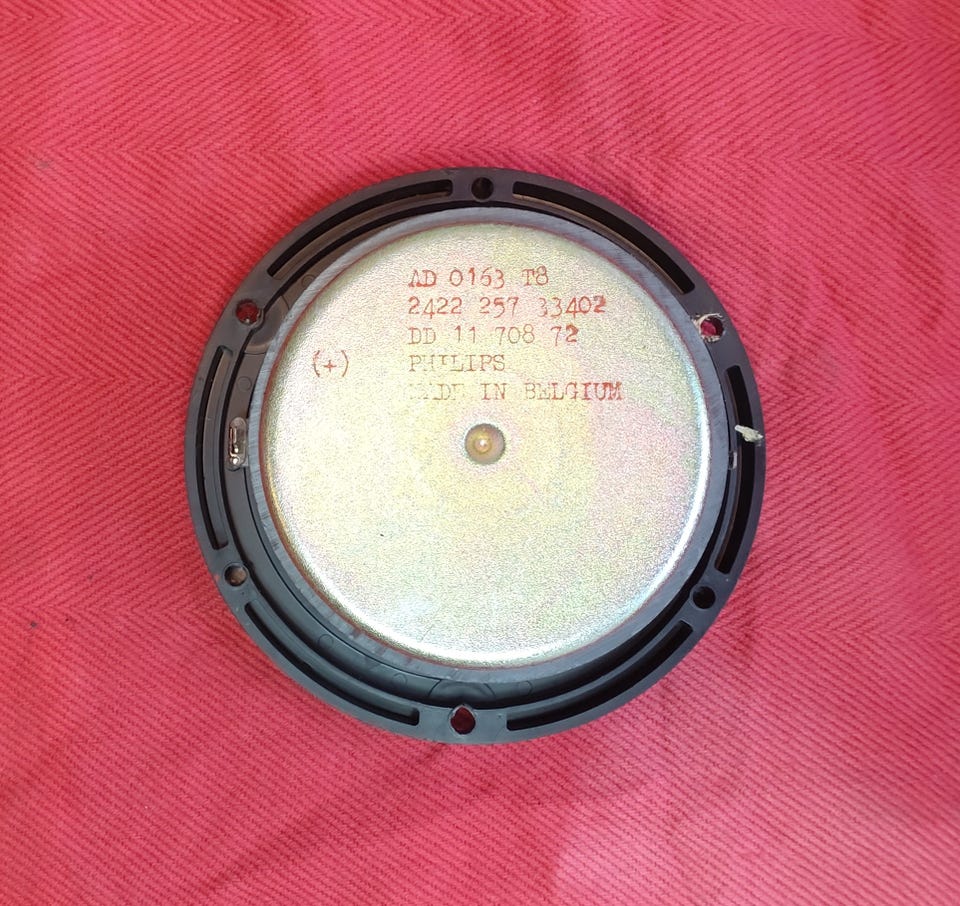 AD 0163 T8
2422 257 33402
DD 11 708 72
(+) PHILIPS
MADE IN BELGIUM